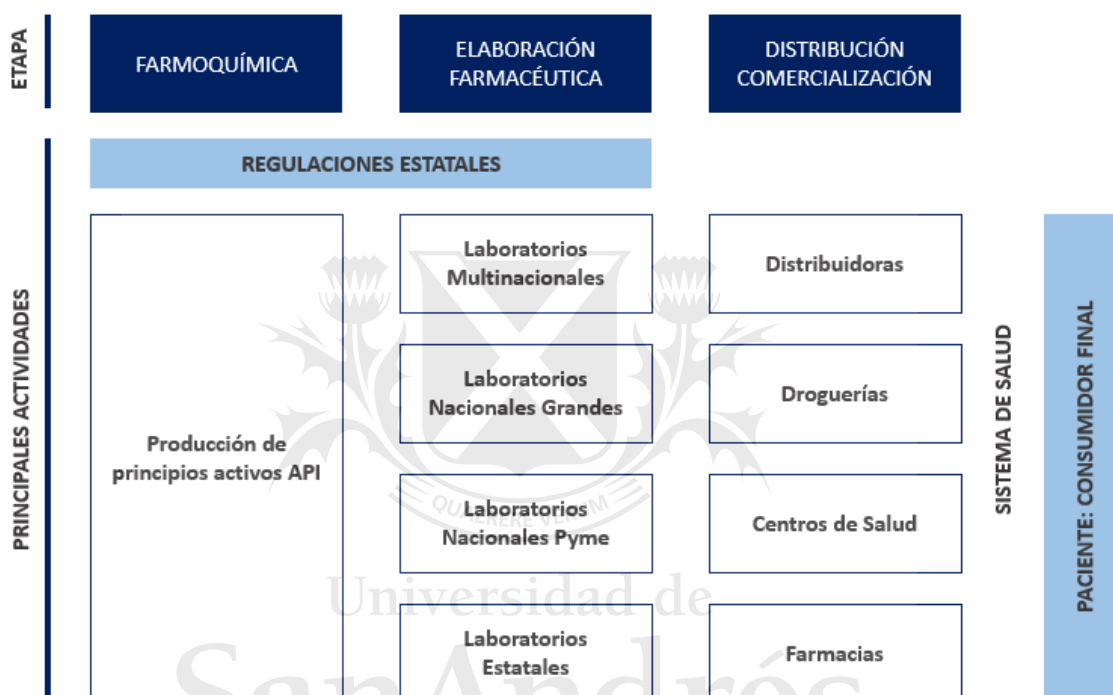 ETAPA
FARMOQUÍMICA
ELABORACIÓN
FARMACÉUTICA
DISTRIBUCIÓN
COMERCIALIZACIÓN
PRINCIPALES ACTIVIDADES
REGULACIONES ESTATALES
Producción de
principios activos API
Laboratorios
Multinacionales
Laboratorios
Nacionales Grandes
Laboratorios
Nacionales Pyme
Laboratorios
Estatales
Distribuidoras
Droguerías
Centros de Salud
Farmacias
SISTEMA DE SALUD
PACIENTE: CONSUMIDOR FINAL
QUAERERE VERUM
Universidad de
SanAndrés